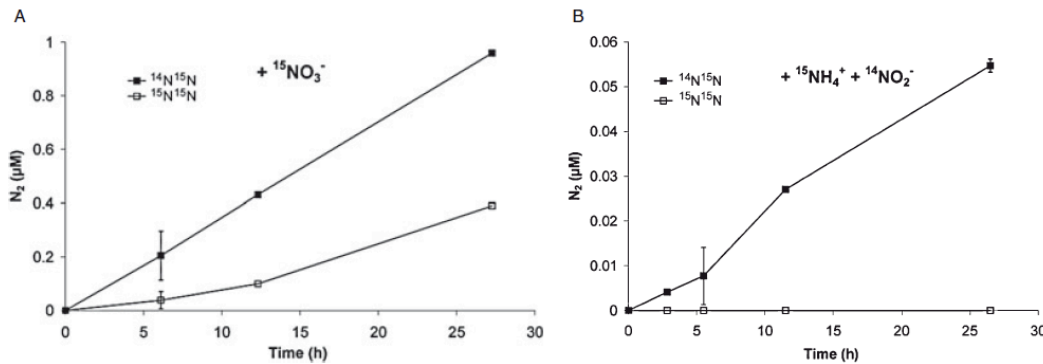 A
1
0.8
0.6
0.4
0.2
0
N₂ (µM)
■ ¹⁴N¹⁵N
□ ¹⁵N¹⁵N
+ ¹⁵NO₃⁻
0 5 10 15 20 25 30
Time (h)
B
0.06
0.05
0.04
0.03
0.02
0.01
0
N₂ (µM)
■ ¹⁴N¹⁵N
□ ¹⁵N¹⁵N
+ ¹⁵NH₄⁺ + ¹⁴NO₂⁻
0 5 10 15 20 25 30
Time (h)